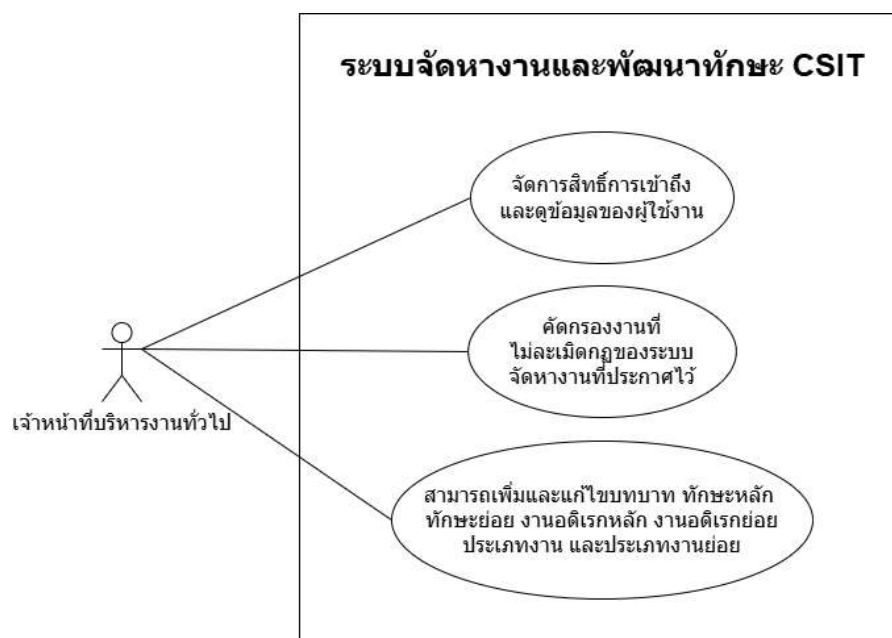 ระบบจัดหางานและพัฒนาทักษะ CSIT
จัดการสิทธิ์การเข้าถึง
และดูข้อมูลของผู้ใช้งาน
คัดกรองงานที่
ไม่ละเมิดกฏของระบบ
จัดหางานที่ประกาศไว้
เจ้าหน้าที่บริหารงานทั่วไป
สามารถเพิ่มและแก้ไขบทบาท ทักษะหลัก
ทักษะย่อย งานอดิเรกหลัก งานอดิเรกย่อย
ประเภทงาน และประเภทงานย่อย